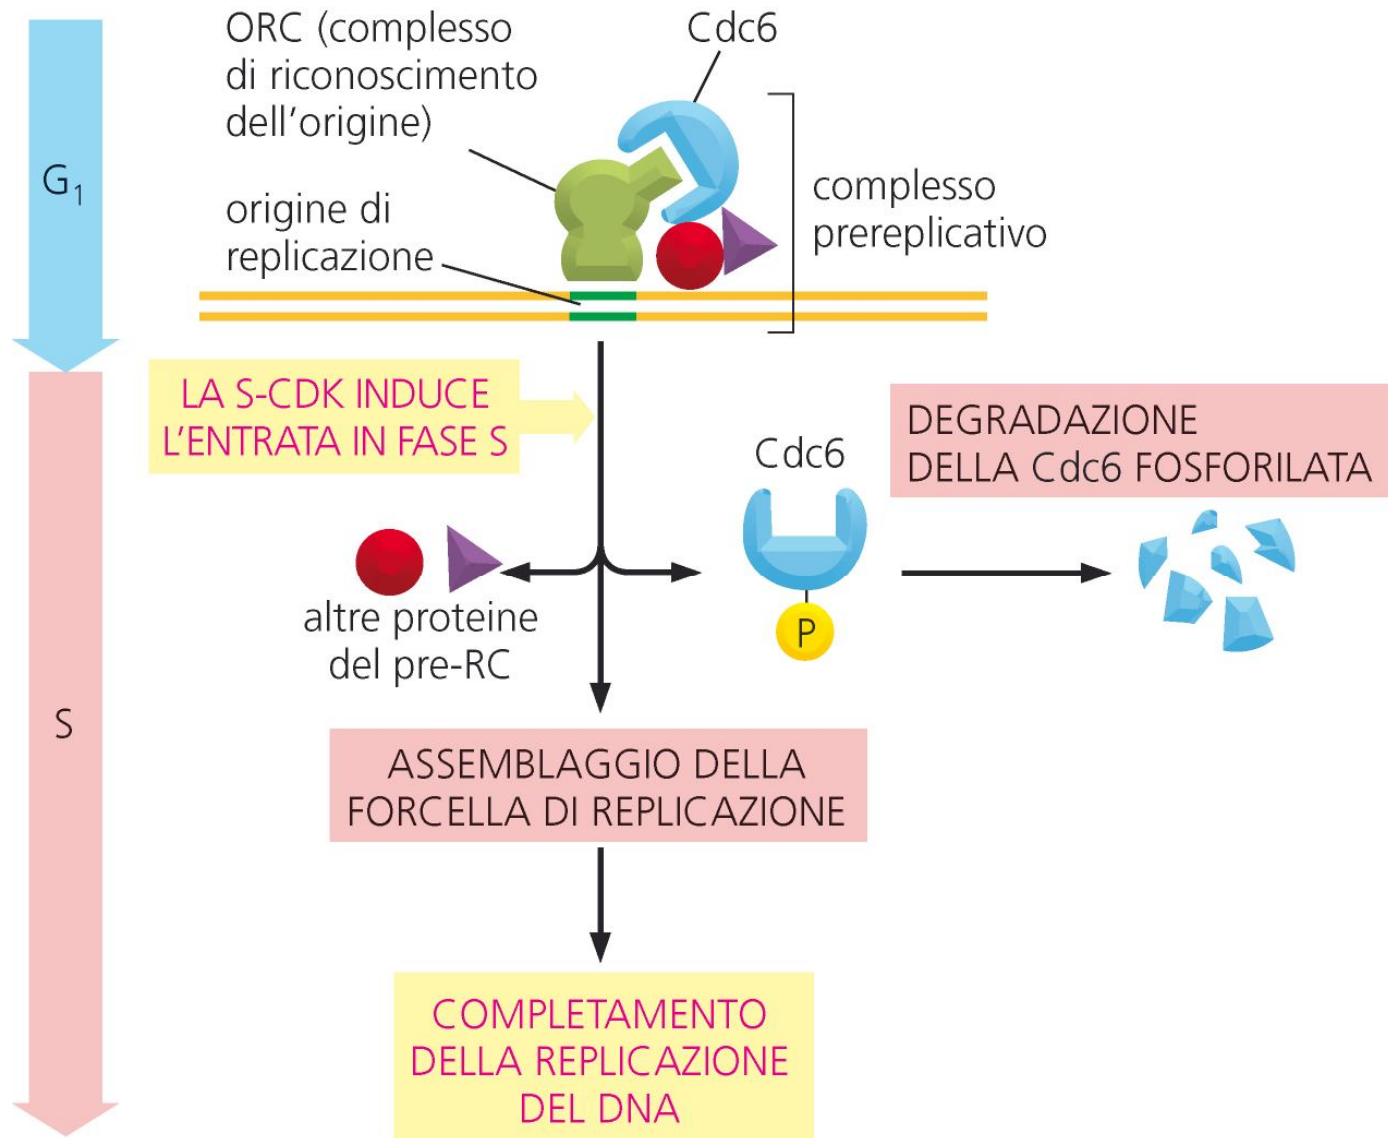 ORC (complesso
di riconoscimento
dell'origine)
Cdc6
G1
origine di
replicazione
complesso
prereplicativo
LA S-CDK INDUCE
L'ENTRATA IN FASE S
DEGRADAZIONE
DELLA Cdc6 FOSFORILATA
Cdc6
altre proteine
del pre-RC
P
S
ASSEMBLAGGIO DELLA
FORCELLA DI REPLICAZIONE
COMPLETAMENTO
DELLA REPLICAZIONE
DEL DNA